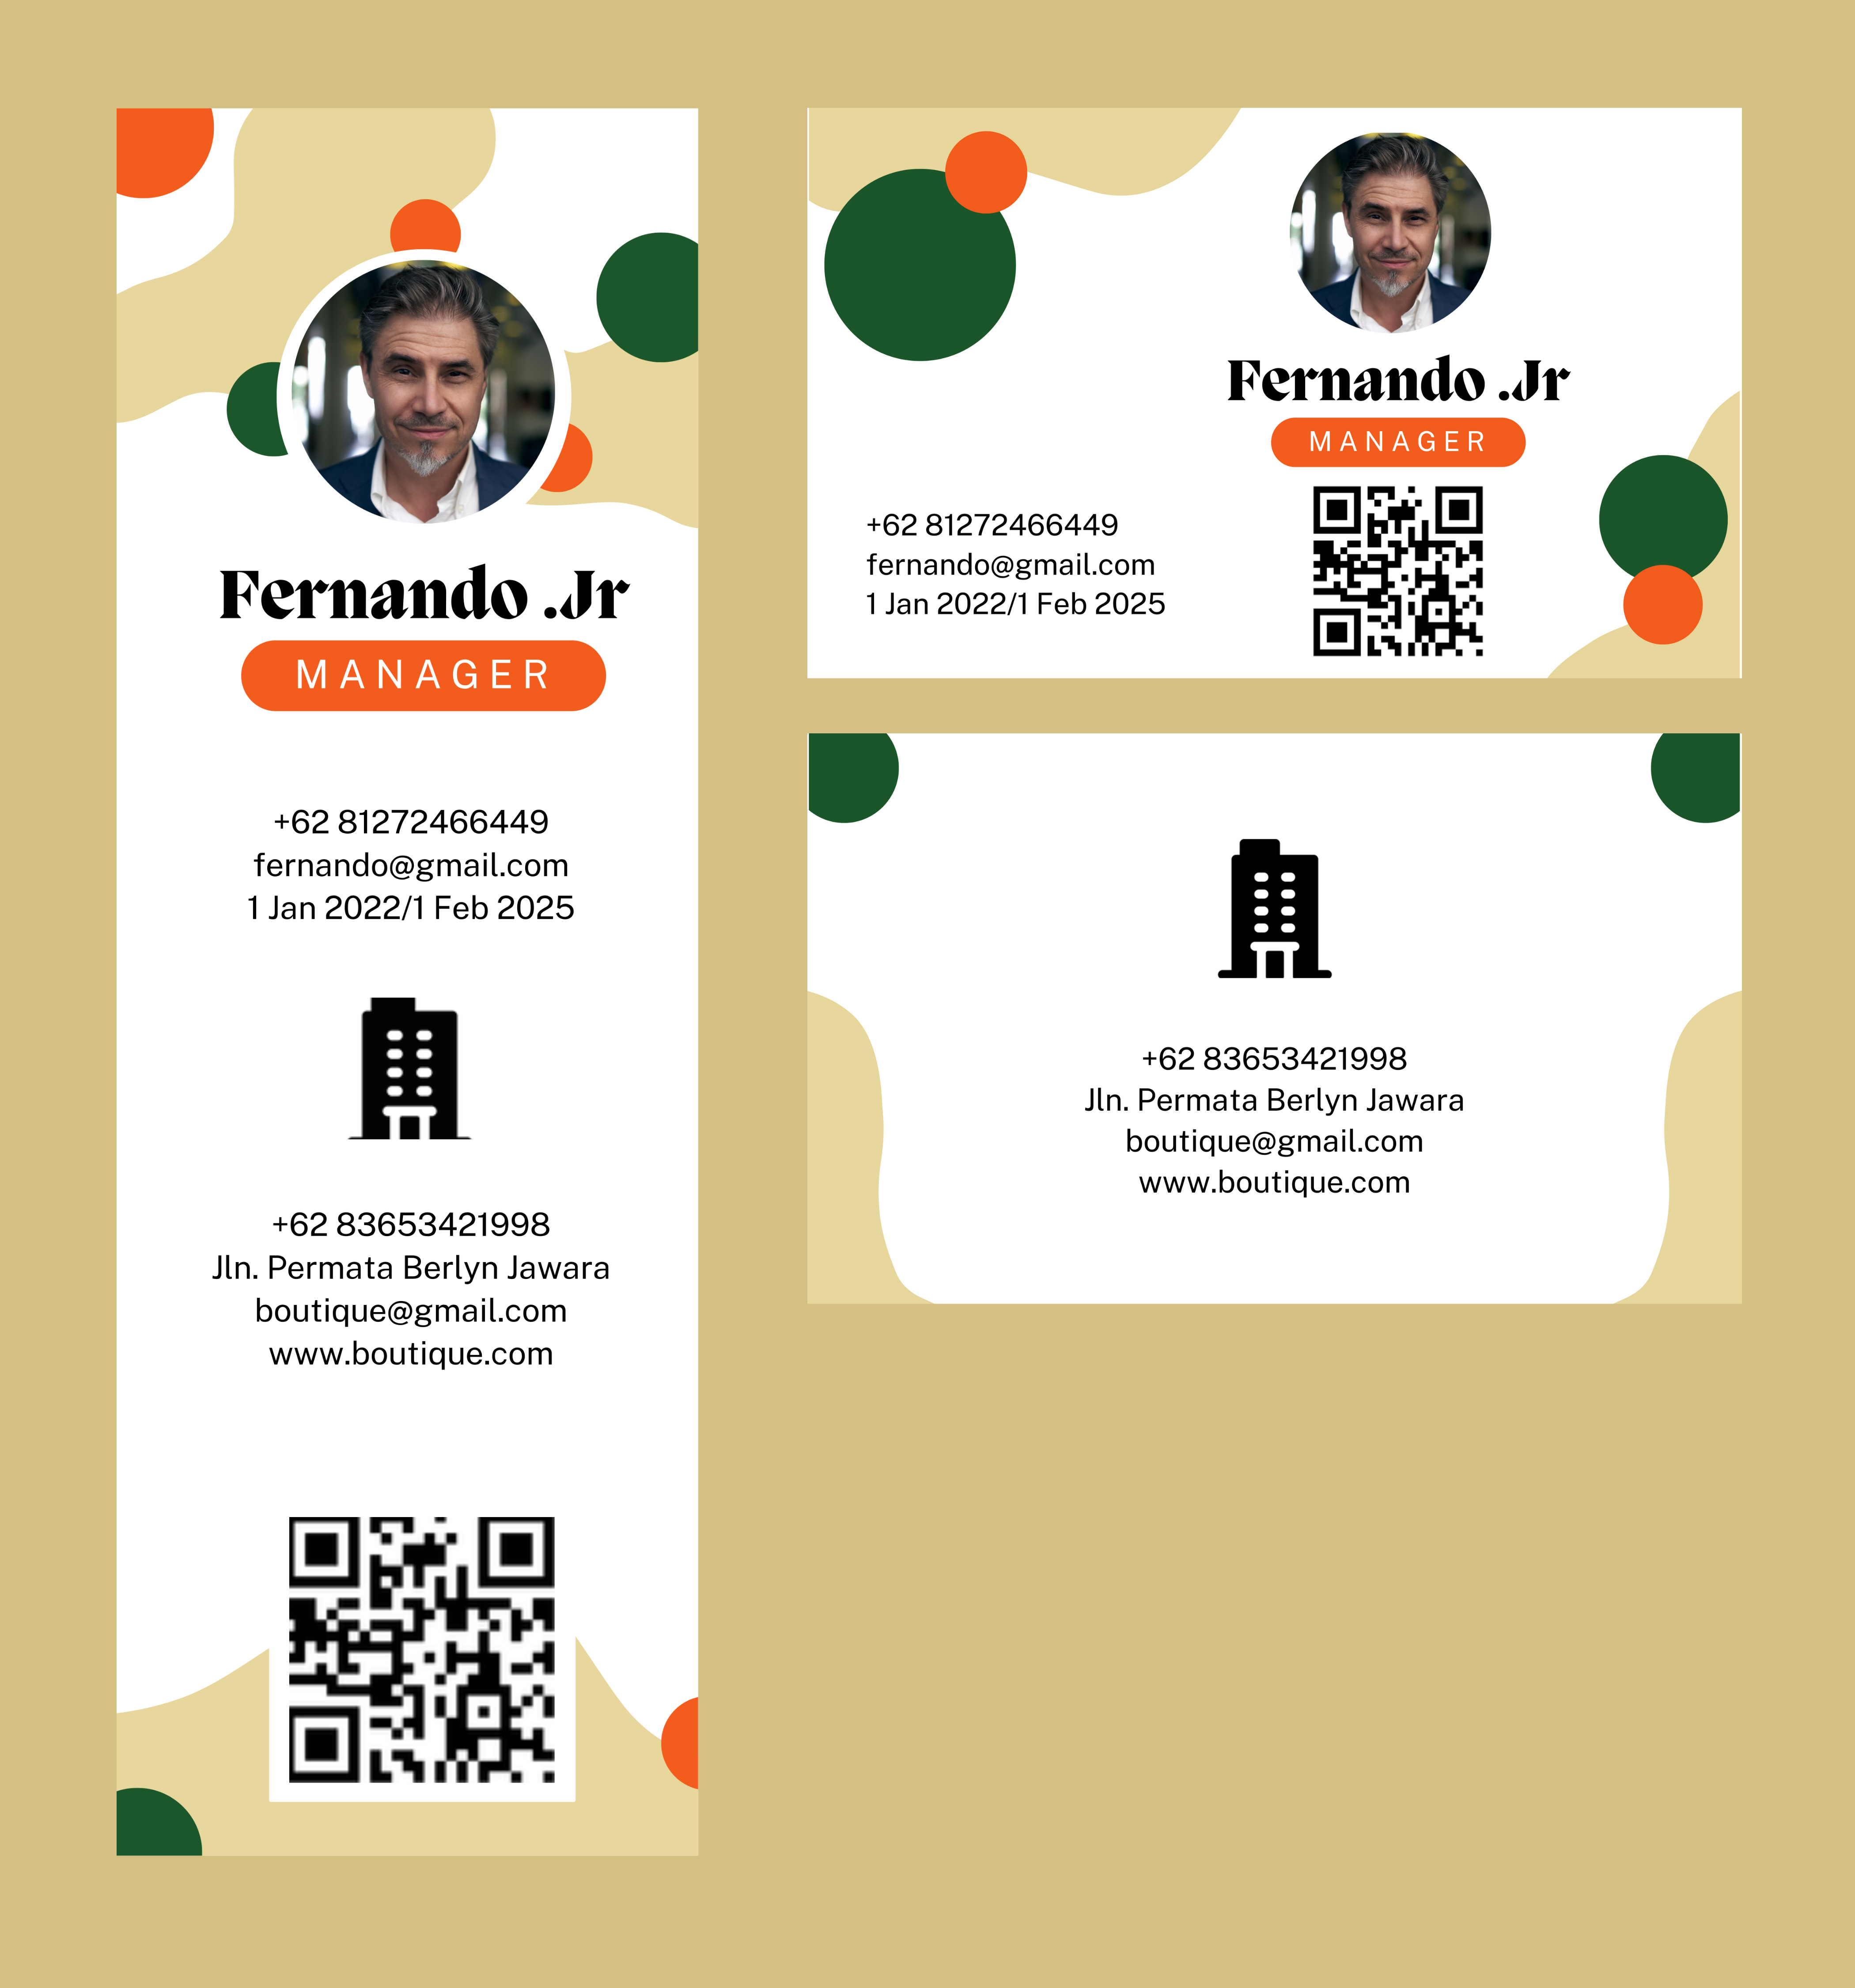 Fernando .Jr
MANAGER
+62 81272466449
fernando@gmail.com
1 Jan 2022/1 Feb 2025
+62 83653421998
Jln. Permata Berlyn Jawara
boutique@gmail.com
www.boutique.com
Fernando .Jr
MANAGER
+62 81272466449
fernando@gmail.com
1 Jan 2022/1 Feb 2025
+62 83653421998
Jln. Permata Berlyn Jawara
boutique@gmail.com
www.boutique.com